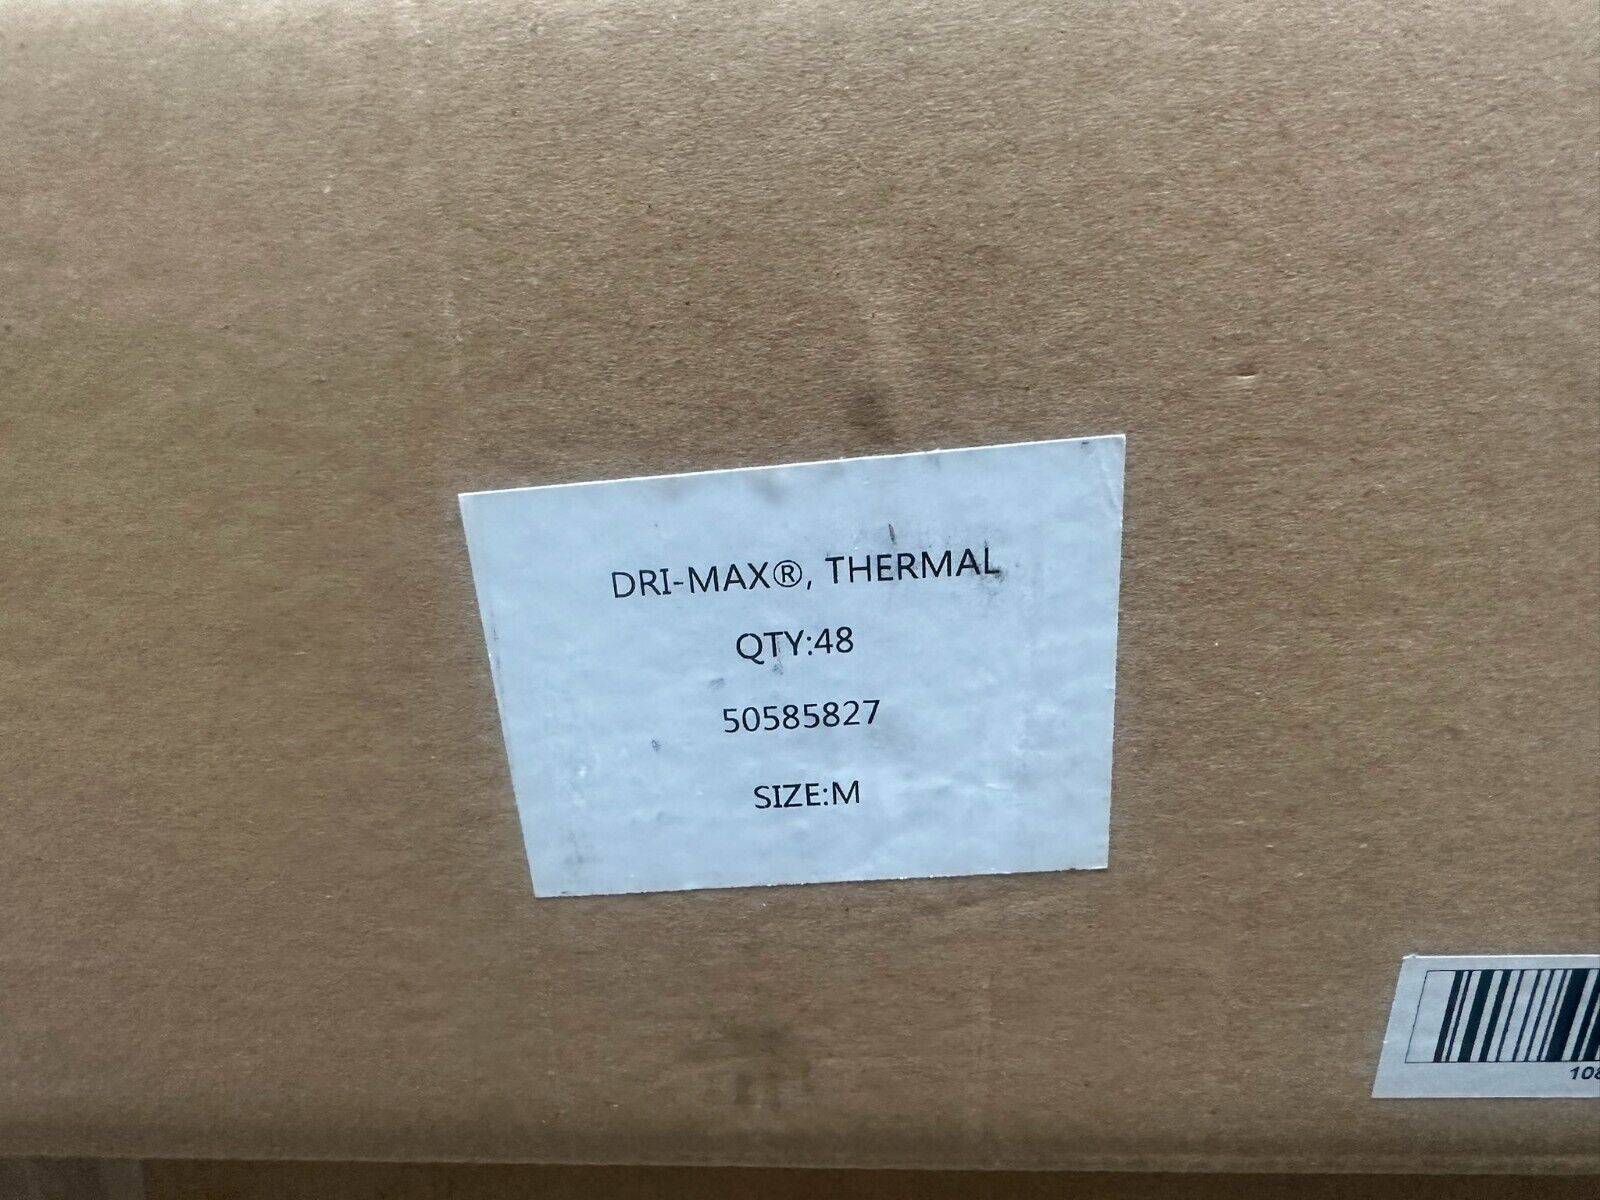 DRI-MAX®, THERMAL
QTY:48
50585827
SIZE:M